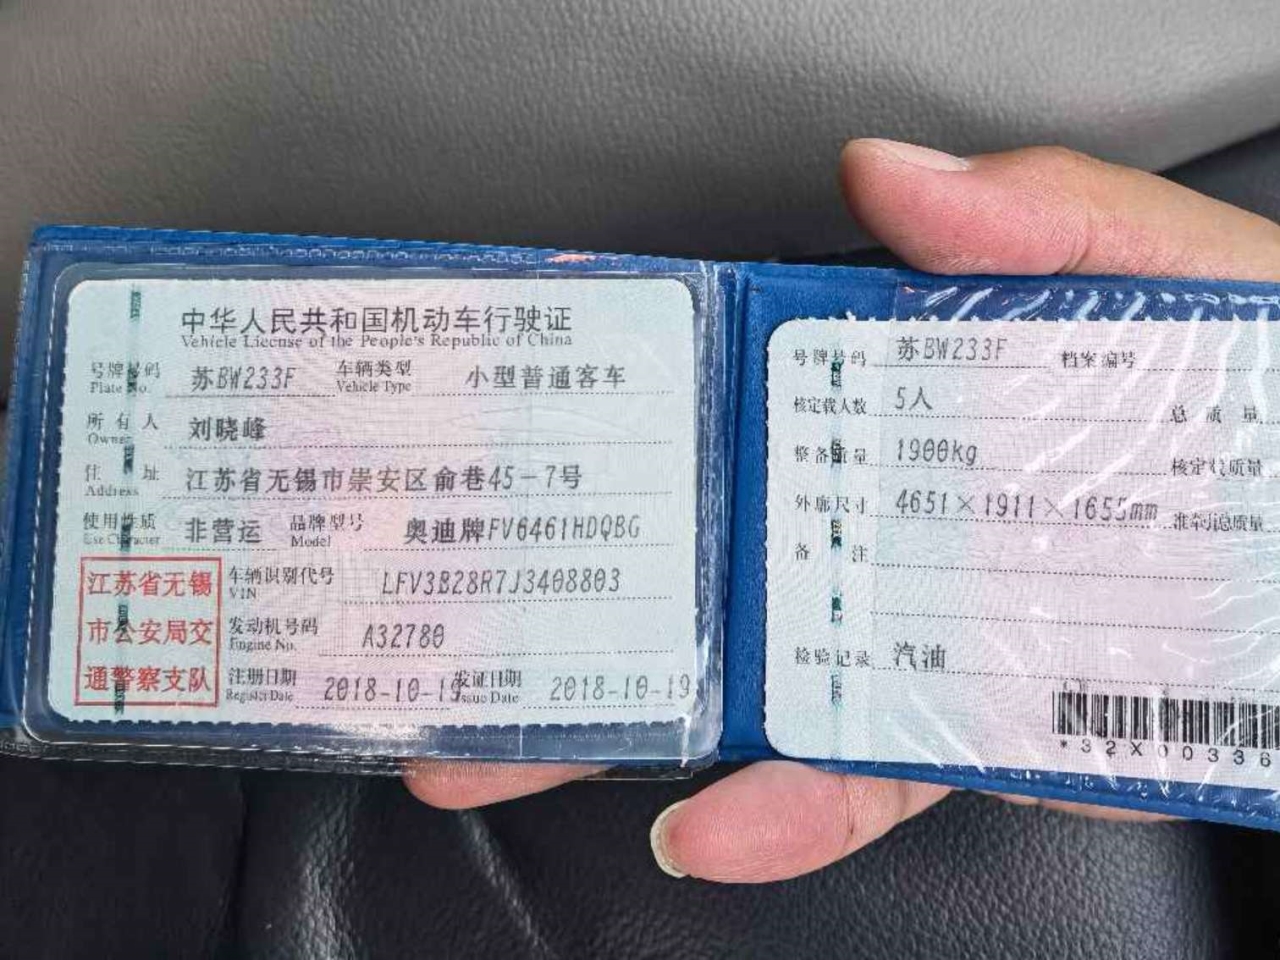 中华人民共和国机动车行驶证
Vehicle License of the People's Republic of China
号牌号码 苏BW233F 车辆类型 小型普通客车
Plate No. Vehicle Type
所有人 刘晓峰
Owner
住址 江苏省无锡市崇安区俞巷45-7号
Address
使用性质 非营运 品牌型号 奥迪牌FV6461HDQBG
Use Character Model
江苏省无锡
市公安局交
通警察支队
车辆识别代号 LFV3B28R7J3408803
VIN
发动机号码 A32780
Engine No.
注册日期 2018-10-19 发证日期 2018-10-19
Register Date Issue Date
号牌号码 苏BW233F 档案编号
核定载人数 5人 总质量
整备质量 1900kg 核定载质量
外廓尺寸 4651×1911×1655mm 准牵引总质量
备注
检验记录 汽油
*32X00336